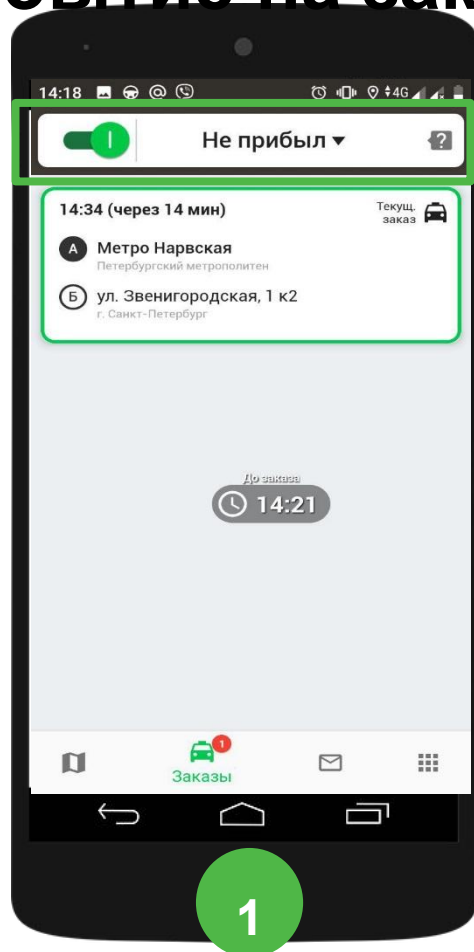 14:18
4G
Не прибыл
?
14:34 (через 14 мин)
Текущ.
заказ
А Метро Нарвская
Петербургский метрополитен
Б ул. Звенигородская, 1 к2
г. Санкт-Петербург
До заказа
14:21
1
Заказы
1